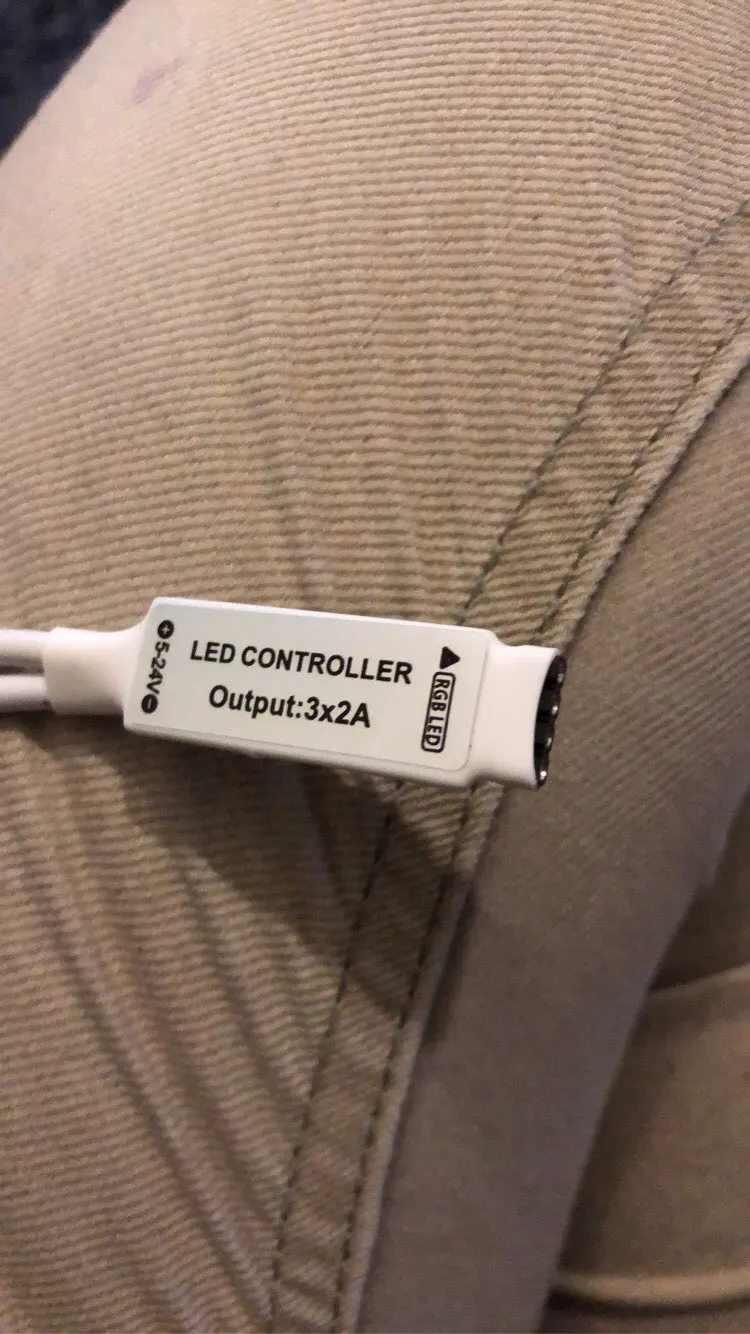 ⊕5-24V⊖
LED CONTROLLER
Output:3x2A
▲RGB LED